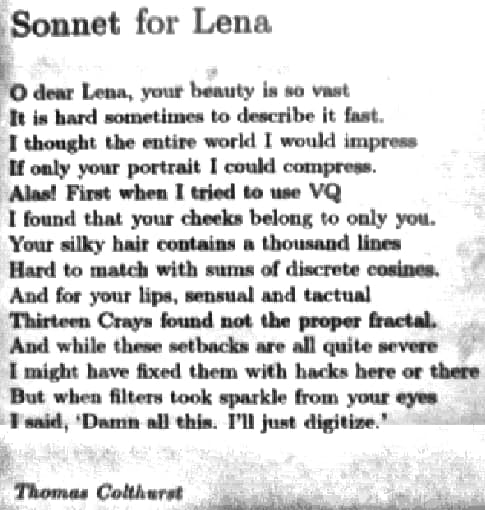 Sonnet for Lena
O dear Lena, your beauty is so vast
It is hard sometimes to describe it fast.
I thought the entire world I would impress
If only your portrait I could compress.
Alas! First when I tried to use VQ
I found that your cheeks belong to only you.
Your silky hair contains a thousand lines
Hard to match with sums of discrete cosines.
And for your lips, sensual and tactual
Thirteen Crays found not the proper fractal.
And while these setbacks are all quite severe
I might have fixed them with hacks here or there
But when filters took sparkle from your eyes
I said, ‘Damn all this. I'll just digitize.’
Thomas Colthurst